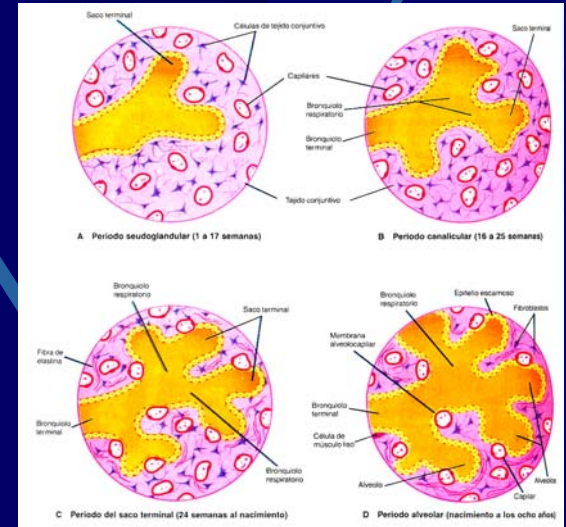 Saco terminal
Células de tejido conjuntivo
Capilares
Bronquiolo
respiratorio
Bronquiolo
terminal
Saco terminal
Tejido conjuntivo
A Periodo seudoglandular (1 a 17 semanas)
B Periodo canalicular (16 a 25 semanas)
Bronquiolo
respiratorio
Saco terminal
Fibra de
elastina
Bronquiolo
terminal
Bronquiolo
respiratorio
C Periodo del saco terminal (24 semanas al nacimiento)
Bronquiolo
respiratorio
Epitelio escamoso
Fibroblastos
Membrana
alveolocapilar
Bronquiolo
terminal
Célula de
músculo liso
Alveolo
Capilar
Alveolo
D Periodo alveolar (nacimiento a los ocho años)